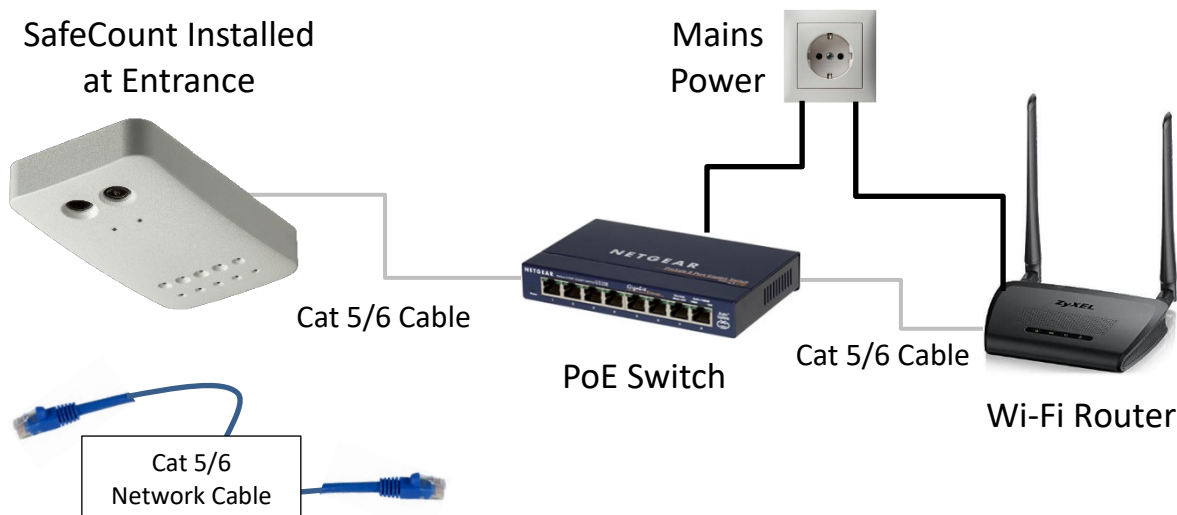 SafeCount Installed
at Entrance
Mains
Power
NETGEAR
NETGEAR
ZyXEL
Cat 5/6 Cable
PoE Switch
Cat 5/6 Cable
Wi-Fi Router
Cat 5/6
Network Cable